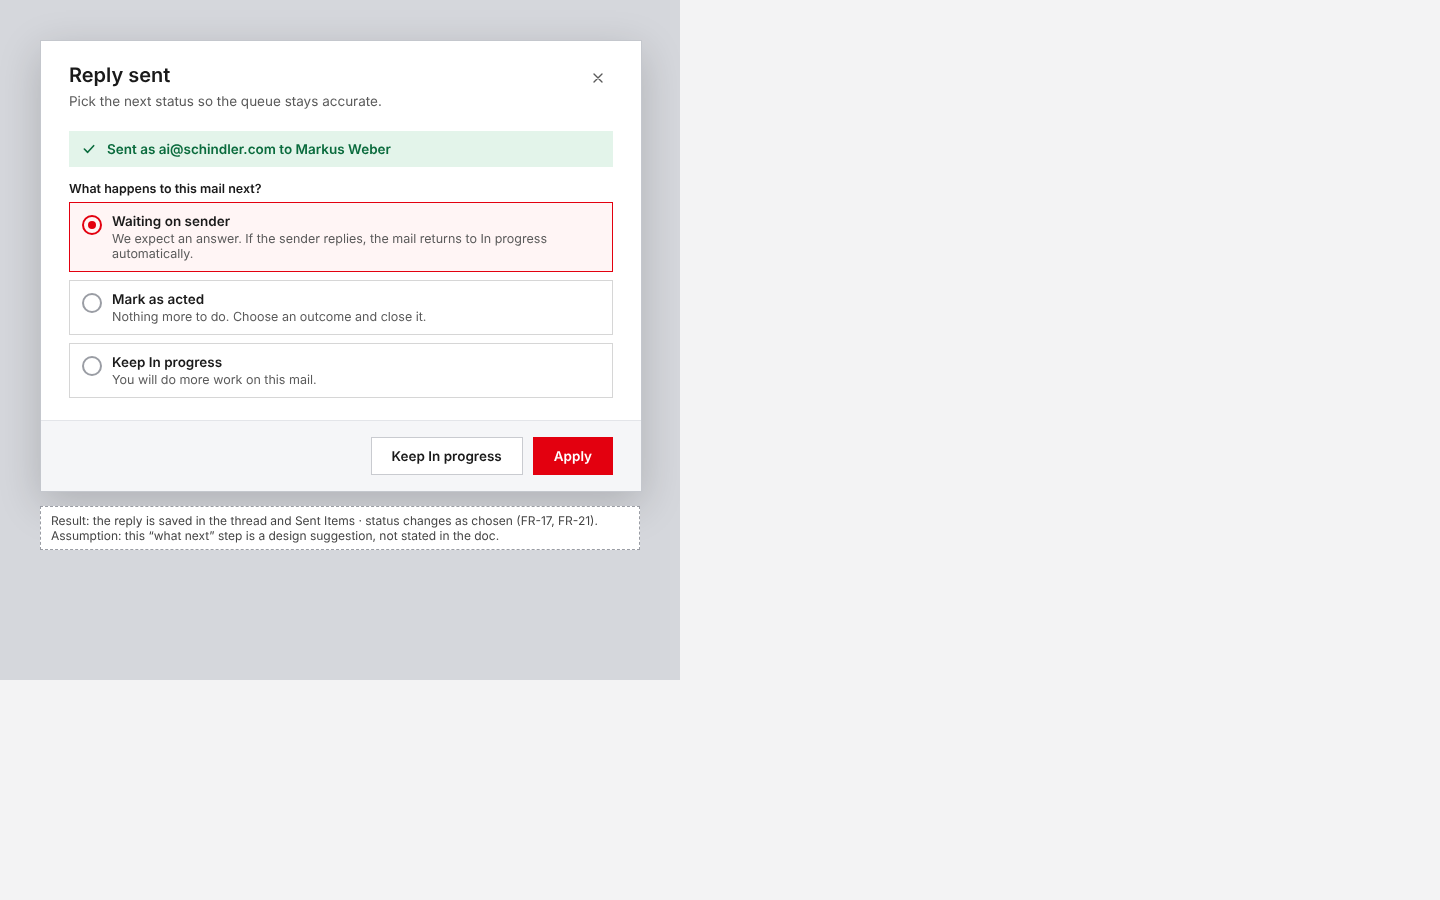 Reply sent
Pick the next status so the queue stays accurate.
Sent as ai@schindler.com to Markus Weber
What happens to this mail next?
Waiting on sender
We expect an answer. If the sender replies, the mail returns to In progress
automatically.
Mark as acted
Nothing more to do. Choose an outcome and close it.
Keep In progress
You will do more work on this mail.
Keep In progress
Apply
Result: the reply is saved in the thread and Sent Items · status changes as chosen (FR-17, FR-21).
Assumption: this “what next” step is a design suggestion, not stated in the doc.